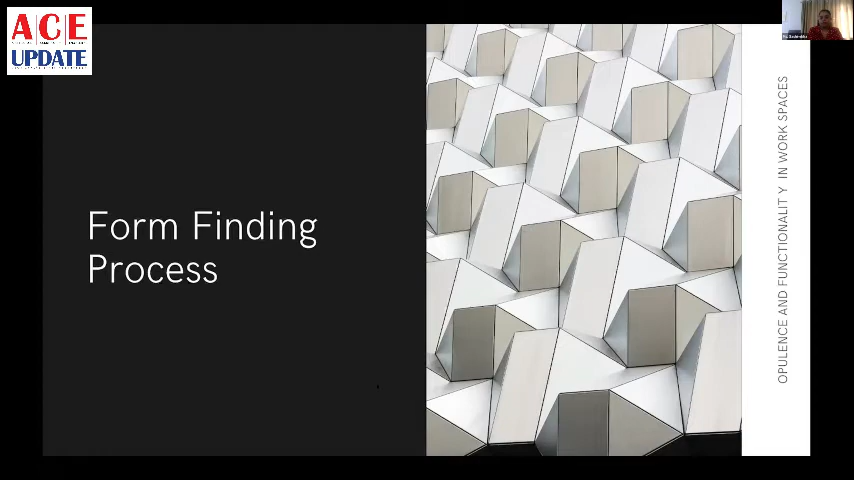 ACE
UPDATE
Form Finding
Process
OPULENCE AND FUNCTIONALIT Y IN WORK SPACES